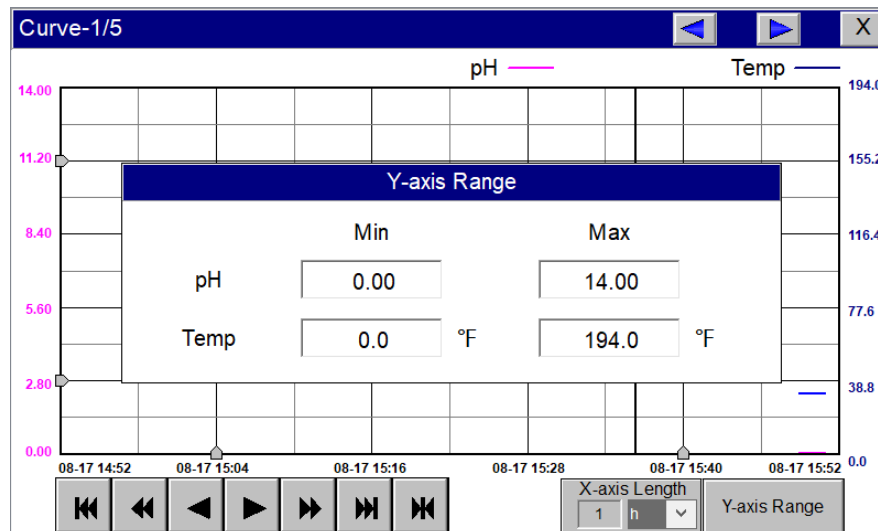 Curve-1/5 X
pH Temp
14.00 194.0
11.20 155.2
Y-axis Range
Min Max
8.40 116.4
pH 0.00 14.00
5.60 77.6
Temp 0.0 °F 194.0 °F
2.80 38.8
0.00 0.0
08-17 14:52 08-17 15:04 08-17 15:16 08-17 15:28 08-17 15:40 08-17 15:52
X-axis Length
1 h Y-axis Range